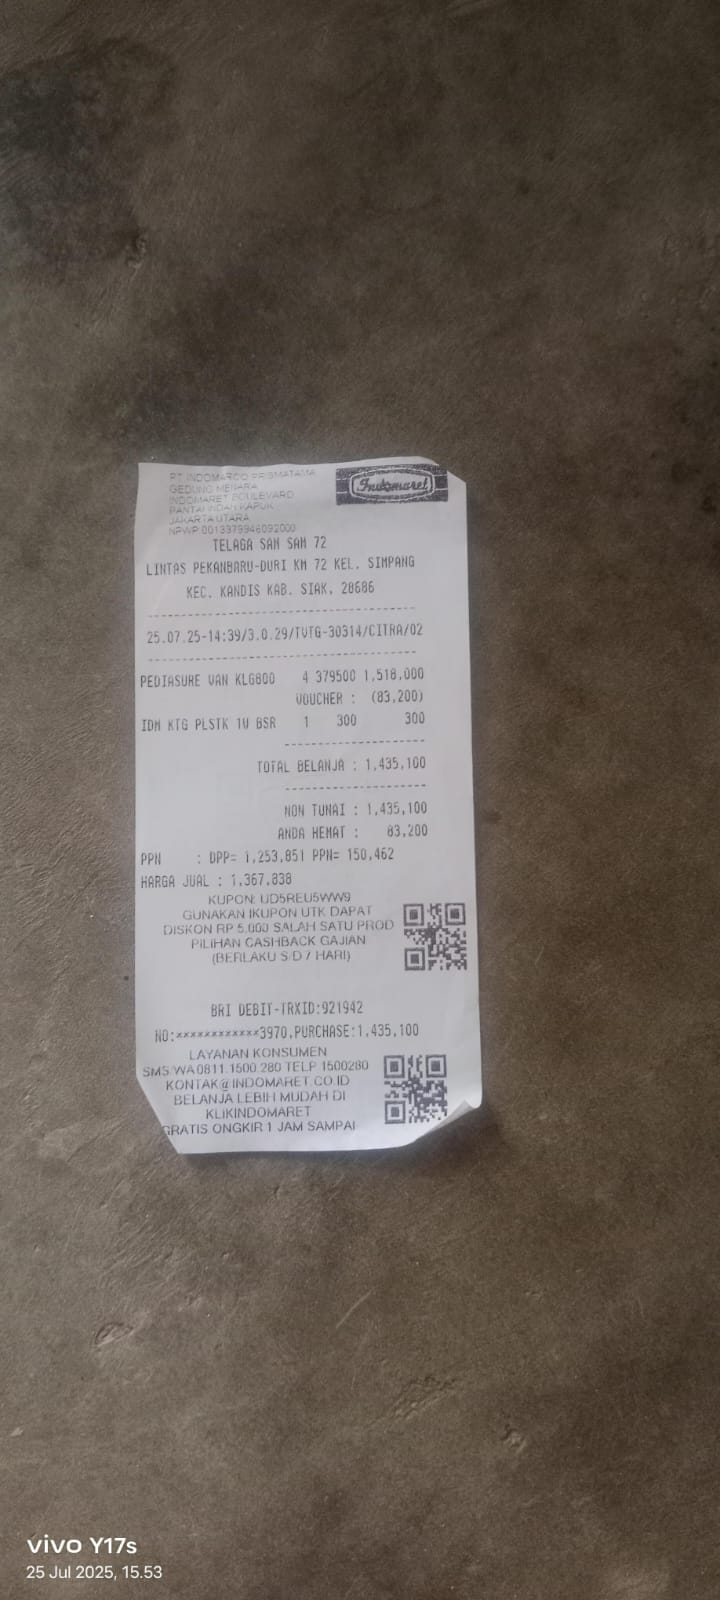 PT INDOMARCO PRISMATAMA
GEDUNG MENARA
INDOMARET BOULEVARD
PANTAI INDAH KAPUK
JAKARTA UTARA
NPWP:0013379946092000
Indomaret
TELAGA SAM SAM 72
LINTAS PEKANBARU-DURI KM 72 KEL. SIMPANG
KEC. KANDIS KAB. SIAK, 28686
25.07.25-14:39/3.0.29/TVTG-30314/CITRA/02
PEDIASURE VAN KLG800 4 379500 1,518,000
VOUCHER : (83,200)
IDM KTG PLSTK 1U BSR 1 300 300
TOTAL BELANJA : 1,435,100
NON TUNAI : 1,435,100
ANDA HEMAT : 83,200
PPN : DPP= 1,253,851 PPN= 150,462
HARGA JUAL : 1,367,838
KUPON: UD5REU5WW9
GUNAKAN IKUPON UTK DAPAT
DISKON RP 5.000 SALAH SATU PROD
PILIHAN CASHBACK GAJIAN
(BERLAKU S/D 7 HARI)
BRI DEBIT-TRXID:921942
NO:xxxxxxxxxxxx3970,PURCHASE:1,435,100
LAYANAN KONSUMEN
SMS/WA 0811.1500.280 TELP 1500280
KONTAK@INDOMARET.CO.ID
BELANJA LEBIH MUDAH DI
KLIKINDOMARET
GRATIS ONGKIR 1 JAM SAMPAI
vivo Y17s
25 Jul 2025, 15.53